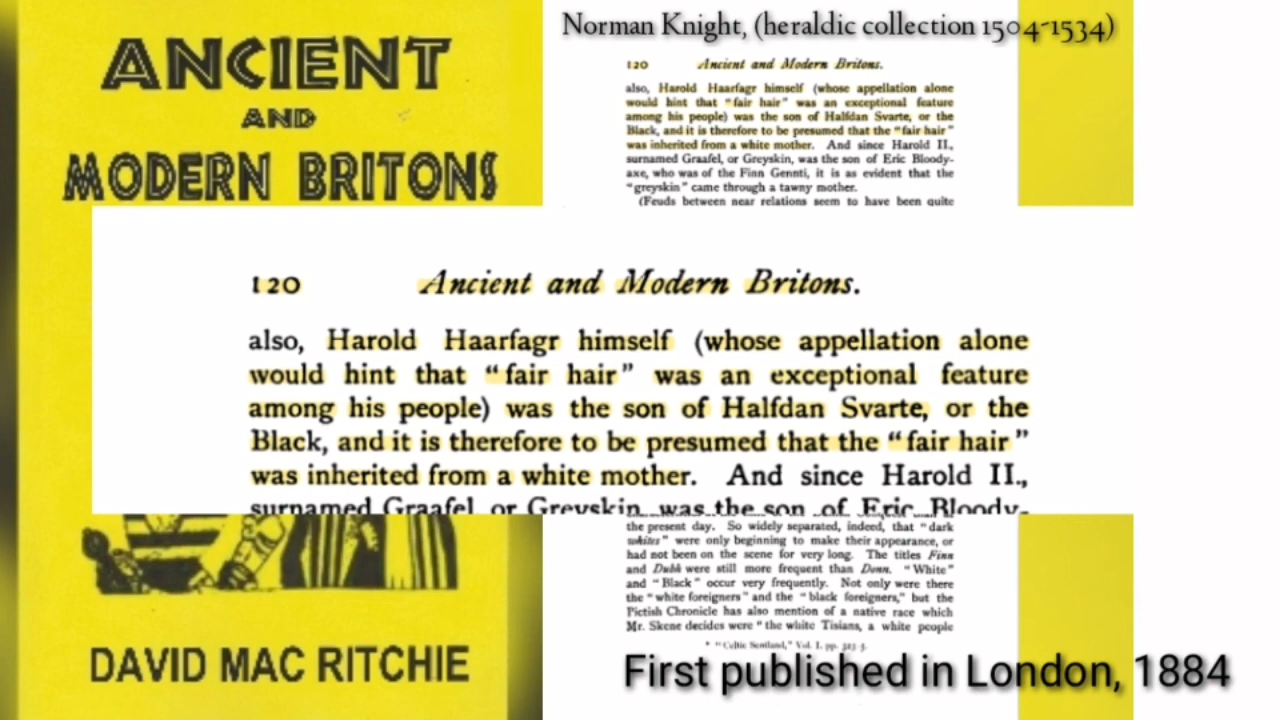 ANCIENT
AND
MODERN BRITONS
DAVID MAC RITCHIE
Norman Knight, (heraldic collection 1504-1534)
120 Ancient and Modern Britons.
also, Harold Haarfagr himself (whose appellation alone
would hint that “fair hair” was an exceptional feature
among his people) was the son of Halfdan Svarte, or the
Black, and it is therefore to be presumed that the “fair hair”
was inherited from a white mother. And since Harold II.,
surnamed Graafel, or Greyskin, was the son of Eric Bloody-
axe, who was of the Finn Gennti, it is as evident that the
“greyskin” came through a tawny mother.
(Feuds between near relations seem to have been quite
120 Ancient and Modern Britons.
also, Harold Haarfagr himself (whose appellation alone
would hint that “fair hair” was an exceptional feature
among his people) was the son of Halfdan Svarte, or the
Black, and it is therefore to be presumed that the “fair hair”
was inherited from a white mother. And since Harold II.,
surnamed Graafel, or Greyskin, was the son of Eric Bloody-
the present day. So widely separated, indeed, that “dark
whites” were only beginning to make their appearance, or
had not been on the scene for very long. The titles Finn
and Dubh were still more frequent than Donn. “White”
and “Black” occur very frequently. Not only were there
the “white foreigners” and the “black foreigners,” but the
Pictish Chronicle has also mention of a native race which
Mr. Skene decides were “the white Tisians, a white people
* “Celtic Scotland,” Vol. I. pp.
First published in London, 1884